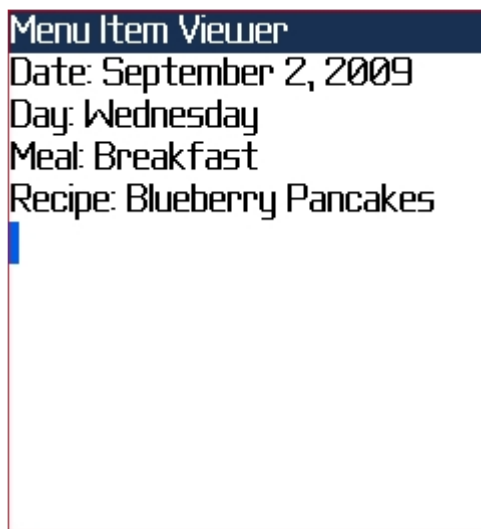 Menu Item Viewer
Date: September 2, 2009
Day: Wednesday
Meal: Breakfast
Recipe: Blueberry Pancakes